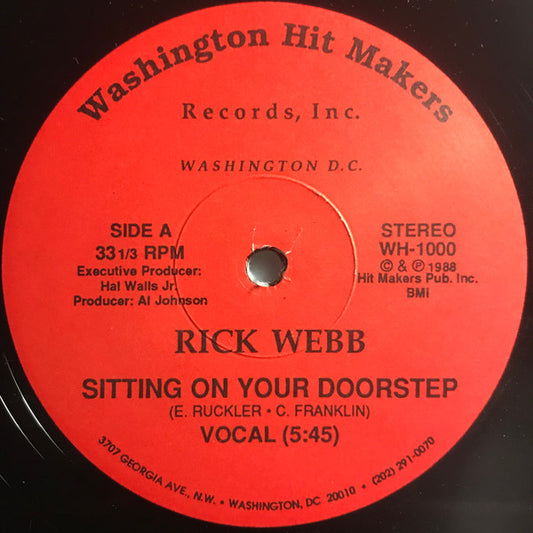 Washington Hit Makers
Records, Inc.
WASHINGTON D.C.
SIDE A
33 1/3 RPM
Executive Producer:
Hal Walls Jr.
Producer: Al Johnson
STEREO
WH-1000
© & ℗ 1988
Hit Makers Pub. Inc.
BMi
RICK WEBB
SITTING ON YOUR DOORSTEP
(E. RUCKLER • C. FRANKLIN)
VOCAL (5:45)
3707 GEORGIA AVE., N.W. • WASHINGTON, DC 20010 • (202) 291-0070